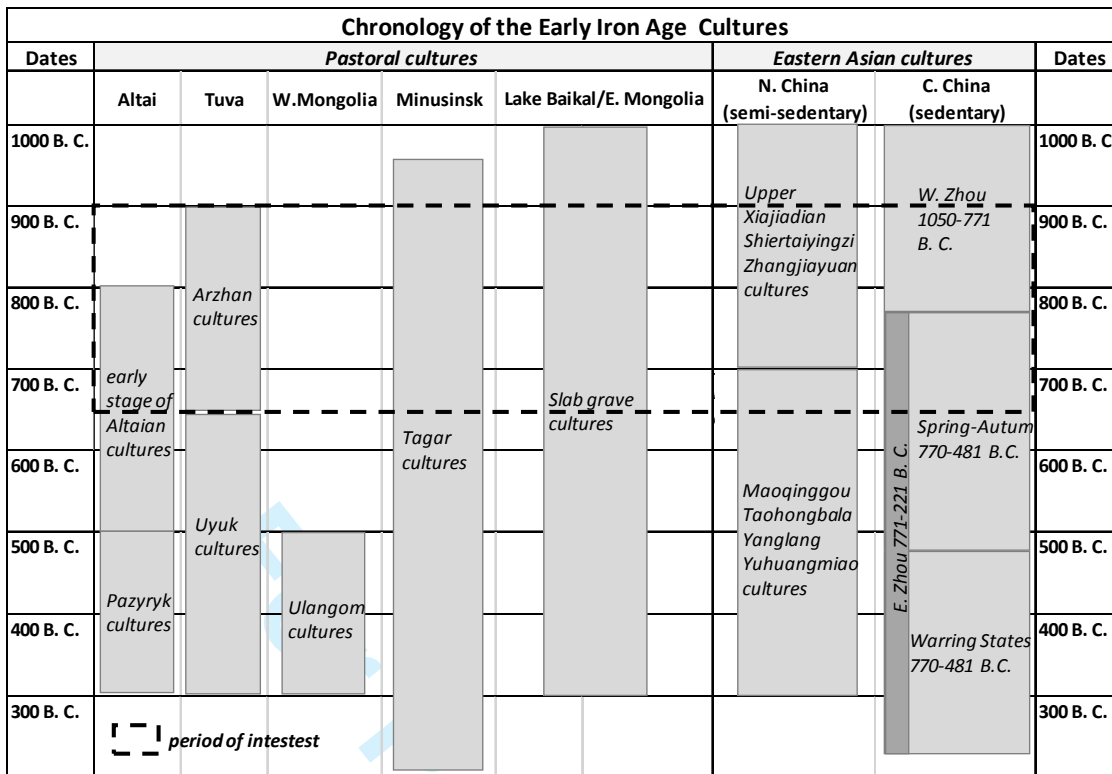 Chronology of the Early Iron Age Cultures
Dates Pastoral cultures Eastern Asian cultures Dates
Altai Tuva W.Mongolia Minusinsk Lake Baikal/E. Mongolia N. China (semi-sedentary) C. China (sedentary)
1000 B. C. 1000 B. C
Upper
Xiajiadian
Shiertaiyingzi
Zhangjiayuan
cultures
W. Zhou
1050-771
B. C.
900 B. C. 900 B. C.
Arzhan
cultures
800 B. C. 800 B. C.
early
stage of
Altaian
cultures
700 B. C. 700 B. C.
Slab grave
cultures
Tagar
cultures
Spring-Autum
770-481 B.C.
600 B. C. 600 B. C.
E. Zhou 771-221 B. C.
Maoqinggou
Taohongbala
Yanglang
Yuhuangmiao
cultures
Uyuk
cultures
500 B. C. 500 B. C.
Pazyryk
cultures
Ulangom
cultures
400 B. C. 400 B. C.
Warring States
770-481 B.C.
300 B. C. 300 B. C.
period of intestest